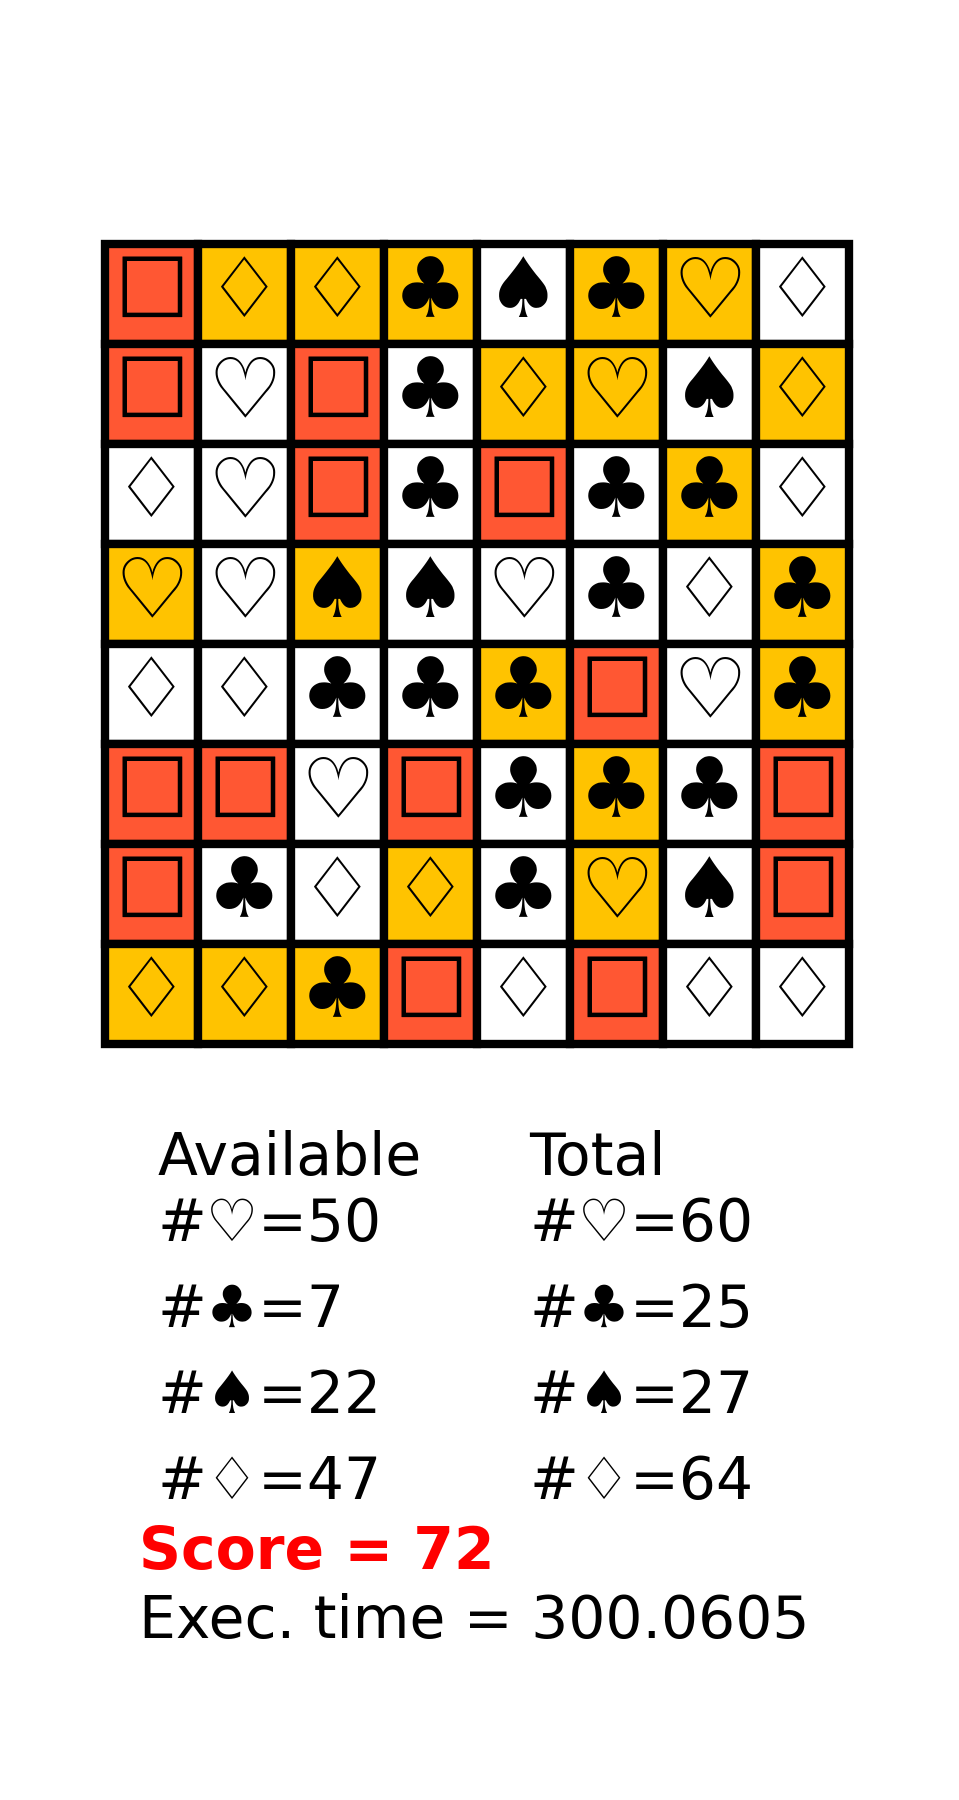 □ ♢ ♢ ♣ ♠ ♣ ♡ ♢
□ ♡ □ ♣ ♢ ♡ ♠ ♢
♢ ♡ □ ♣ □ ♣ ♣ ♢
♡ ♡ ♠ ♠ ♡ ♣ ♢ ♣
♢ ♢ ♣ ♣ ♣ □ ♡ ♣
□ □ ♡ □ ♣ ♣ ♣ □
□ ♣ ♢ ♢ ♣ ♡ ♠ □
♢ ♢ ♣ □ ♢ □ ♢ ♢
Available Total
#♡=50 #♡=60
#♣=7 #♣=25
#♠=22 #♠=27
#♢=47 #♢=64
Score = 72
Exec. time = 300.0605